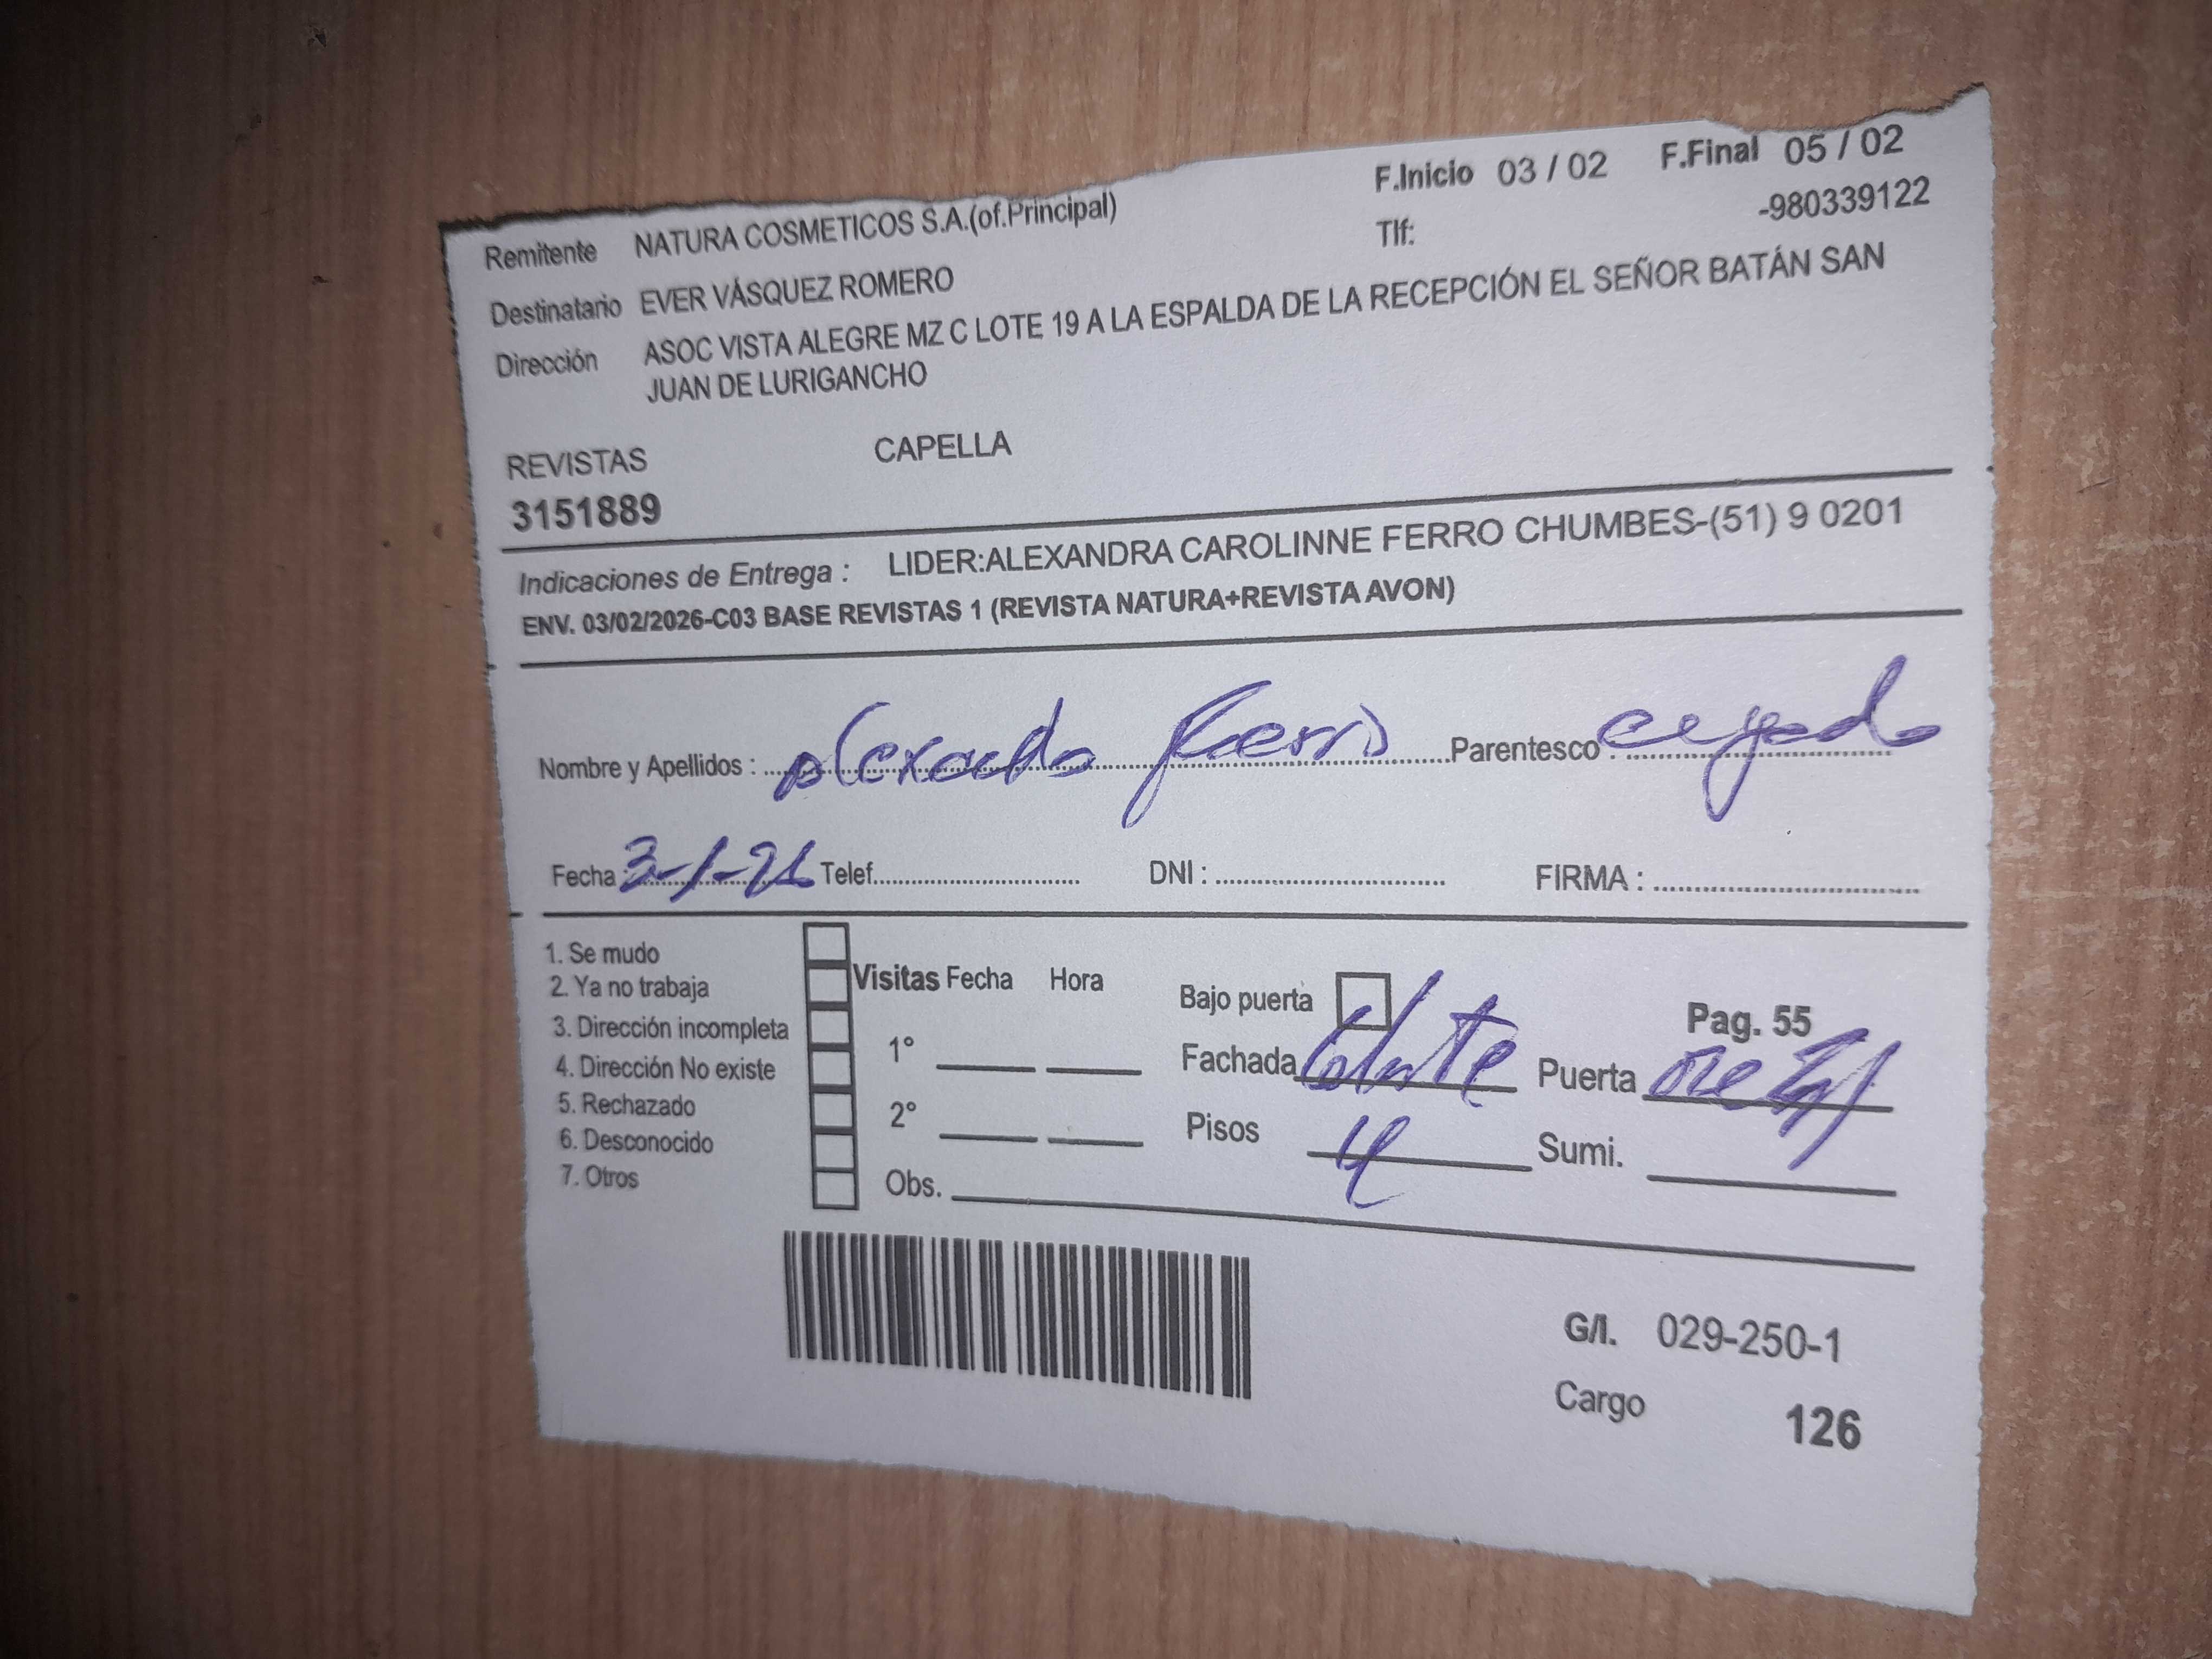 F.Inicio 03 / 02 F.Final 05 / 02
Remitente NATURA COSMETICOS S.A.(of.Principal) Tlf: -980339122
Destinatario EVER VÁSQUEZ ROMERO
Dirección ASOC VISTA ALEGRE MZ C LOTE 19 A LA ESPALDA DE LA RECEPCIÓN EL SEÑOR BATÁN SAN
JUAN DE LURIGANCHO
REVISTAS CAPELLA
3151889
Indicaciones de Entrega : LIDER:ALEXANDRA CAROLINNE FERRO CHUMBES-(51) 9 0201
ENV. 03/02/2026-C03 BASE REVISTAS 1 (REVISTA NATURA+REVISTA AVON)
Nombre y Apellidos : Ferro Parentesco :
Fecha : Telef. DNI : FIRMA :
1. Se mudo
2. Ya no trabaja
3. Dirección incompleta
4. Dirección No existe
5. Rechazado
6. Desconocido
7. Otros
Visitas Fecha Hora
1°
2°
Obs.
Bajo puerta Pag. 55
Fachada Puerta
Pisos 4 Sumi.
G/I. 029-250-1
Cargo 126